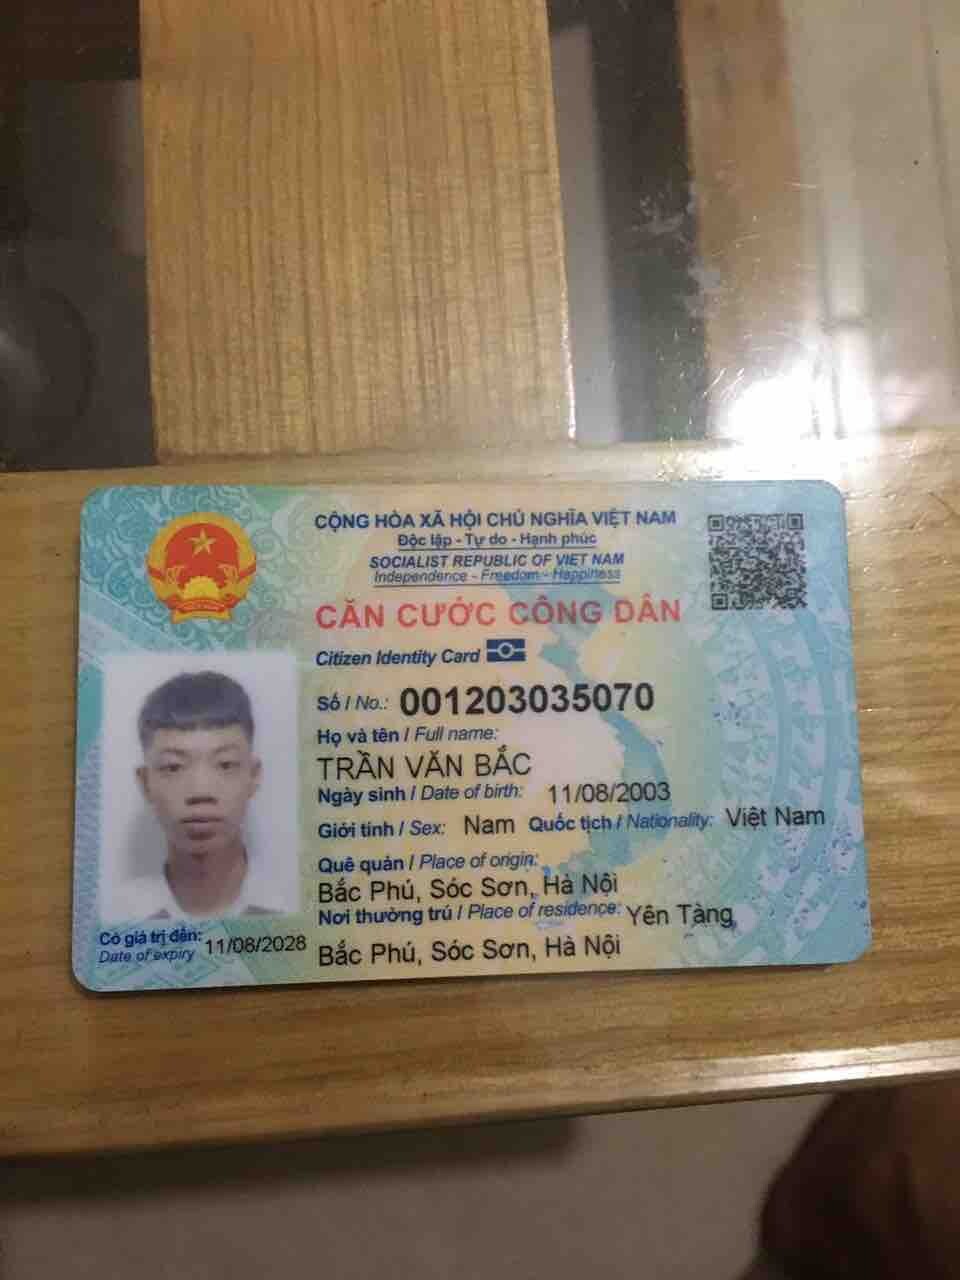 CỘNG HÒA XÃ HỘI CHỦ NGHĨA VIỆT NAM
Độc lập - Tự do - Hạnh phúc
SOCIALIST REPUBLIC OF VIET NAM
Independence - Freedom - Happiness
CĂN CƯỚC CÔNG DÂN
Citizen Identity Card
Số / No.: 001203035070
Họ và tên / Full name:
TRẦN VĂN BẮC
Ngày sinh / Date of birth: 11/08/2003
Giới tính / Sex: Nam Quốc tịch / Nationality: Việt Nam
Quê quán / Place of origin:
Bắc Phú, Sóc Sơn, Hà Nội
Nơi thường trú / Place of residence: Yên Tàng
Bắc Phú, Sóc Sơn, Hà Nội
Có giá trị đến: 11/08/2028
Date of expiry